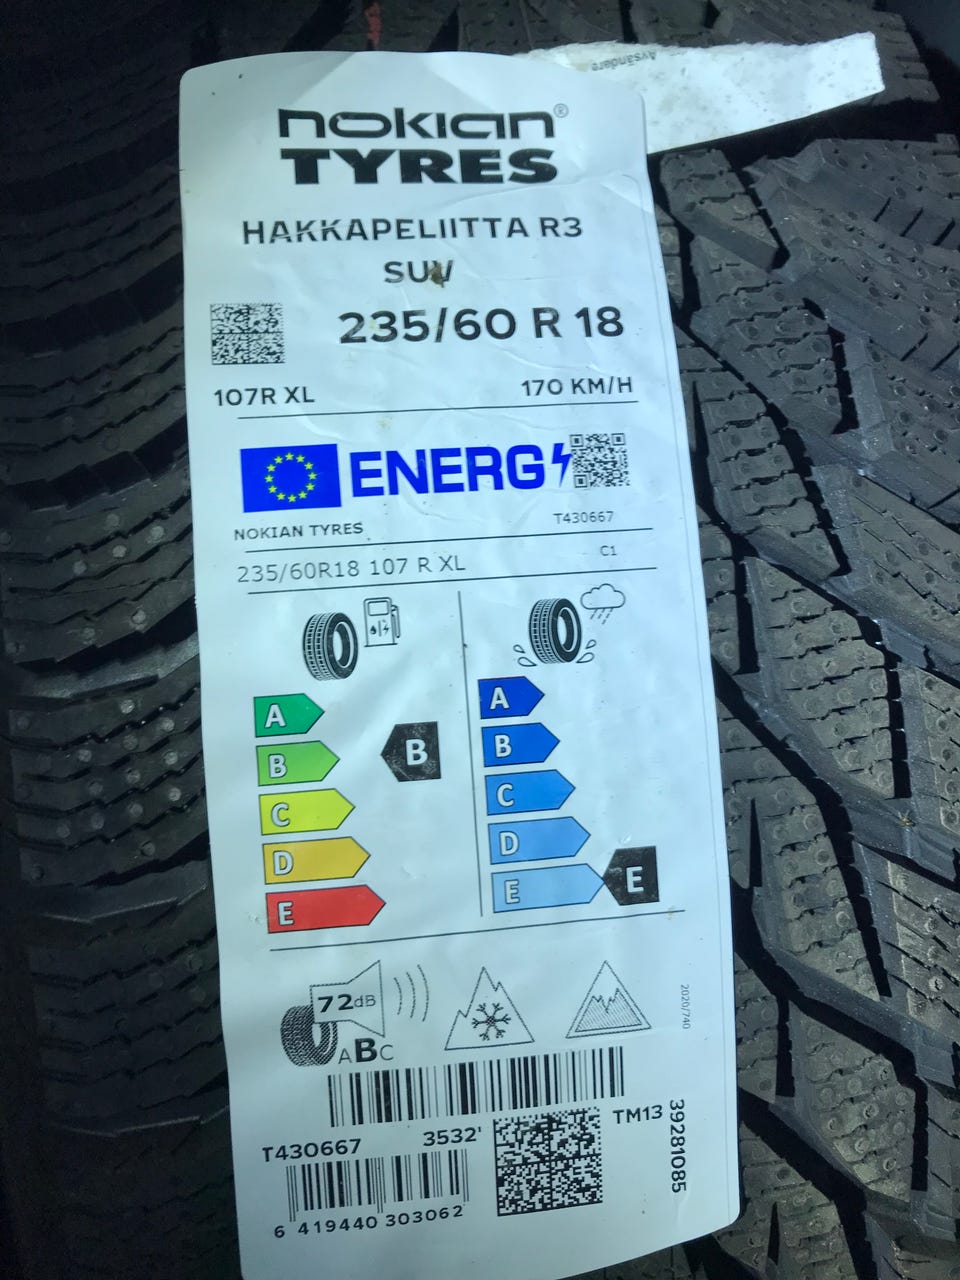 nokian®
TYRES
HAKKAPELIITTA R3
SUV
235/60 R 18
107R XL 170 KM/H
ENERG
NOKIAN TYRES T430667
235/60R18 107 R XL C1
A A
B B B
C C
D D
E E E
72dB
ABC
2020/740
TM13
39281085
T430667 3532'
6 419440 303062
Avsändare